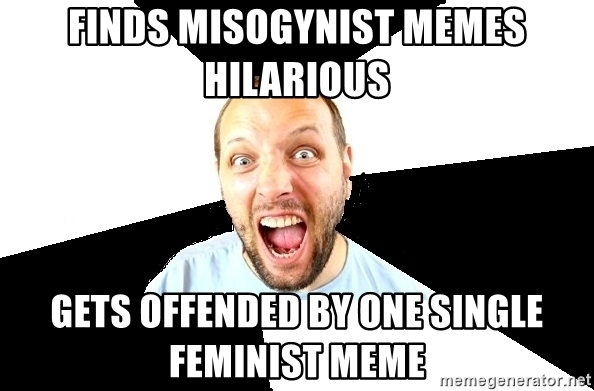 FINDS MISOGYNIST MEMES
HILARIOUS
GETS OFFENDED BY ONE SINGLE
FEMINIST MEME
memegenerator.net